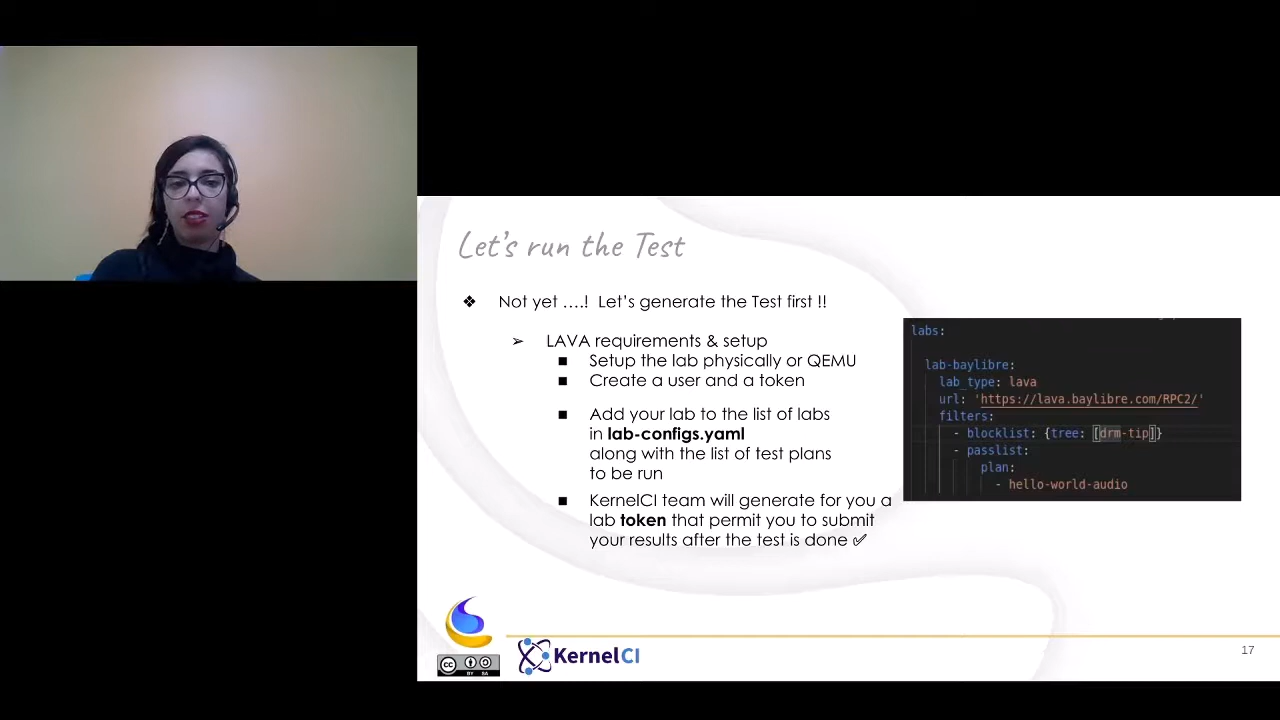 Let's run the Test
❖ Not yet ....! Let's generate the Test first !!
➢ LAVA requirements & setup
■ Setup the lab physically or QEMU
■ Create a user and a token
■ Add your lab to the list of labs
in lab-configs.yaml
along with the list of test plans
to be run
■ KernelCI team will generate for you a
lab token that permit you to submit
your results after the test is done ✅
labs:
lab-baylibre:
lab_type: lava
url: 'https://lava.baylibre.com/RPC2/'
filters:
- blocklist: {tree: [drm-tip]}
- passlist:
plan:
- hello-world-audio
cc BY SA
KernelCI
17